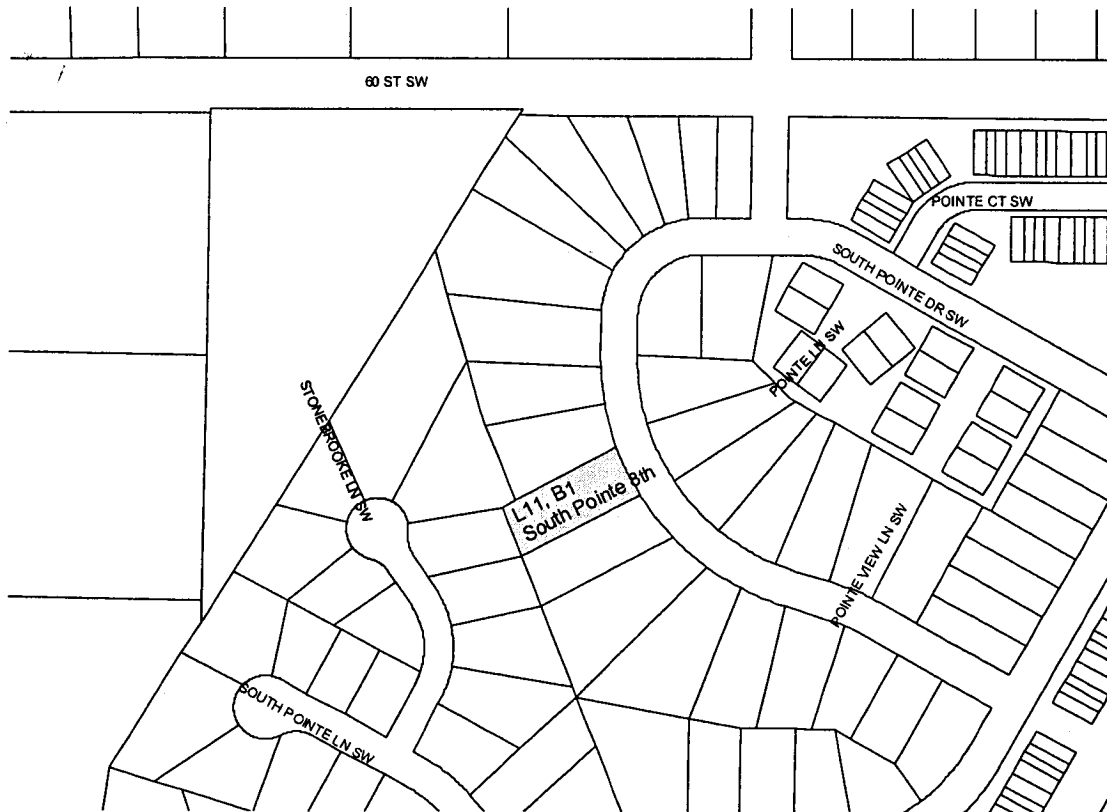 60 ST SW
POINTE CT SW
SOUTH POINTE DR SW
POINTE LN SW
STONEBROOKE LN SW
L11, B1
South Pointe 8th
POINTE VIEW LN SW
SOUTH POINTE LN SW